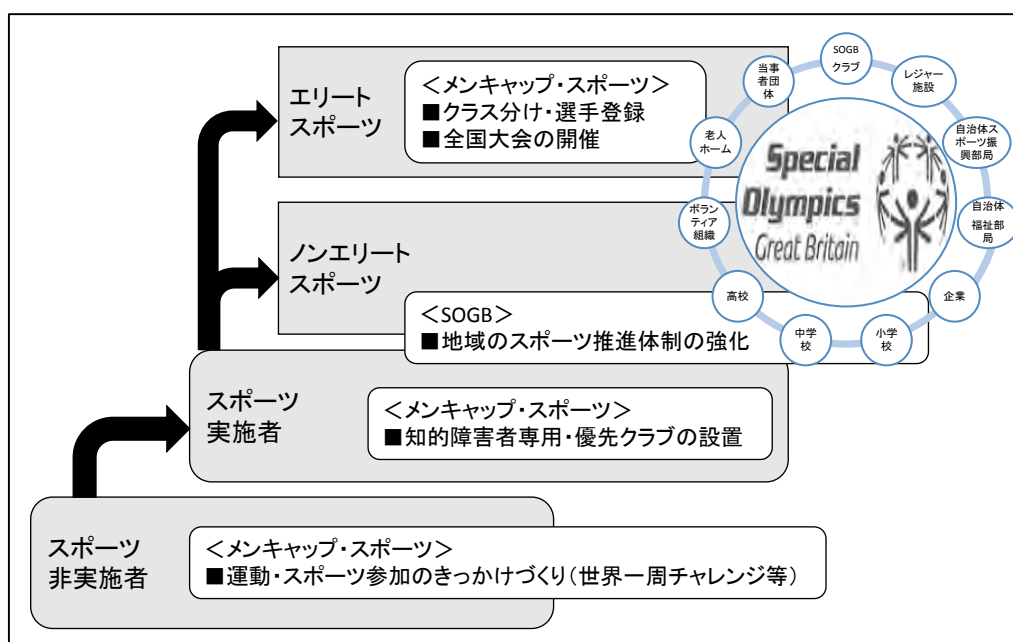 エリート
スポーツ
<メンキャップ・スポーツ>
■クラス分け・選手登録
■全国大会の開催
ノンエリート
スポーツ
<SOGB>
■地域のスポーツ推進体制の強化
スポーツ
実施者
<メンキャップ・スポーツ>
■知的障害者専用・優先クラブの設置
スポーツ
非実施者
<メンキャップ・スポーツ>
■運動・スポーツ参加のきっかけづくり(世界一周チャレンジ等)
SOGB
クラブ
レジャー
施設
自治体ス
ポーツ振
興部局
自治体
福祉部
局
企業
小学
校
中学
校
高校
ボラン
ティア
組織
老人
ホーム
当事
者団
体
Special
Olympics
Great Britain